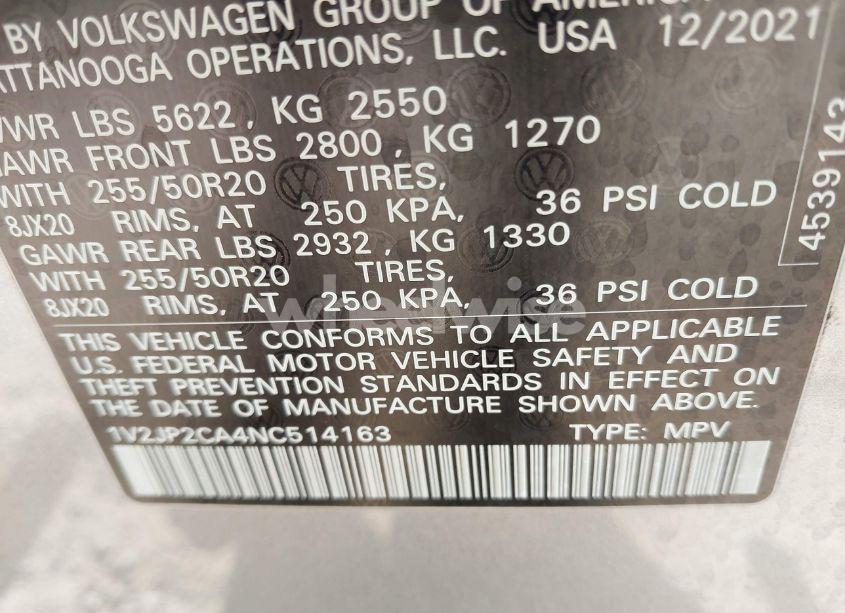 BY VOLKSWAGEN GROUP OF AMERICA
ATTANOOGA OPERATIONS, LLC. USA 12/2021
VWR LBS 5622, KG 2550
GAWR FRONT LBS 2800, KG 1270
WITH 255/50R20 TIRES,
8JX20 RIMS, AT 250 KPA, 36 PSI COLD
GAWR REAR LBS 2932, KG 1330
WITH 255/50R20 TIRES,
8JX20 RIMS, AT 250 KPA, 36 PSI COLD
THIS VEHICLE CONFORMS TO ALL APPLICABLE
U.S. FEDERAL MOTOR VEHICLE SAFETY AND
THEFT PREVENTION STANDARDS IN EFFECT ON
THE DATE OF MANUFACTURE SHOWN ABOVE.
1V2JP2CA4NC514163 TYPE: MPV
4539143